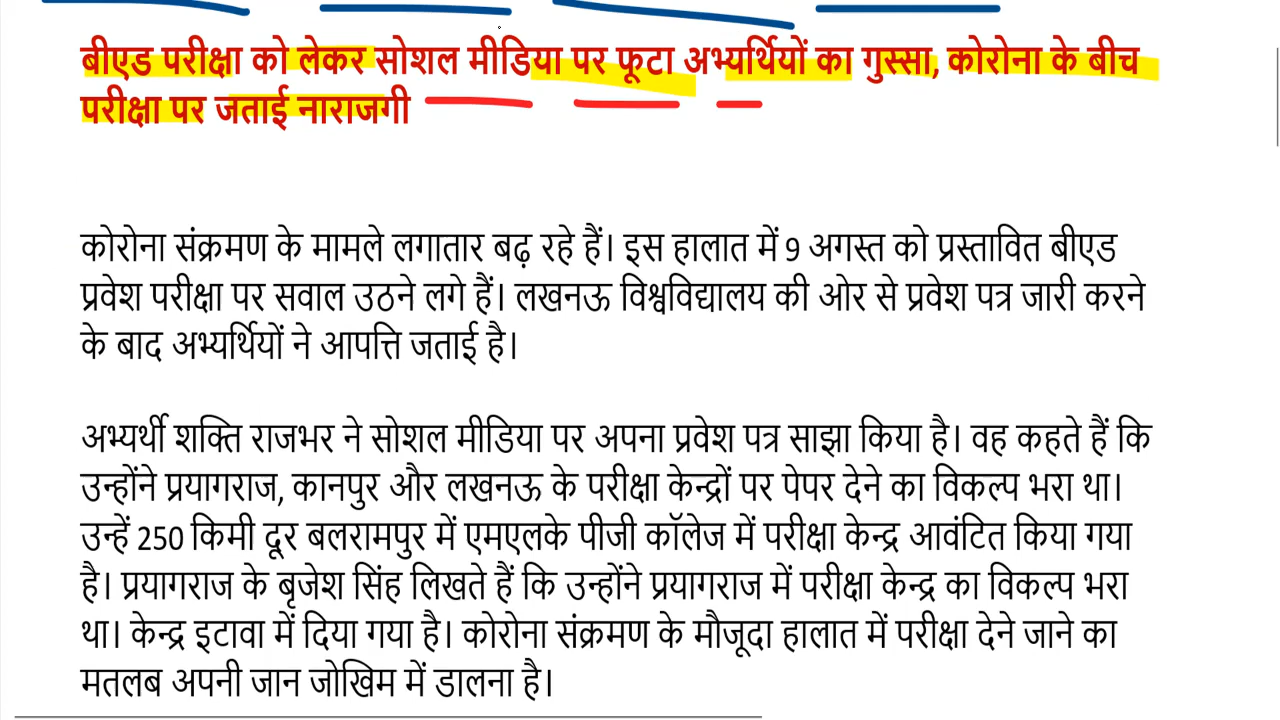 बीएड परीक्षा को लेकर सोशल मीडिया पर फूटा अभ्यर्थियों का गुस्सा, कोरोना के बीच
परीक्षा पर जताई नाराजगी
कोरोना संक्रमण के मामले लगातार बढ़ रहे हैं। इस हालात में 9 अगस्त को प्रस्तावित बीएड
प्रवेश परीक्षा पर सवाल उठने लगे हैं। लखनऊ विश्वविद्यालय की ओर से प्रवेश पत्र जारी करने
के बाद अभ्यर्थियों ने आपत्ति जताई है।
अभ्यर्थी शक्ति राजभर ने सोशल मीडिया पर अपना प्रवेश पत्र साझा किया है। वह कहते हैं कि
उन्होंने प्रयागराज, कानपुर और लखनऊ के परीक्षा केन्द्रों पर पेपर देने का विकल्प भरा था।
उन्हें 250 किमी दूर बलरामपुर में एमएलके पीजी कॉलेज में परीक्षा केन्द्र आवंटित किया गया
है। प्रयागराज के बृजेश सिंह लिखते हैं कि उन्होंने प्रयागराज में परीक्षा केन्द्र का विकल्प भरा
था। केन्द्र इटावा में दिया गया है। कोरोना संक्रमण के मौजूदा हालात में परीक्षा देने जाने का
मतलब अपनी जान जोखिम में डालना है।